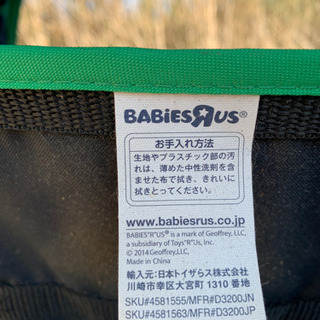 BABIESЯUS®
お手入れ方法
生地やプラスチック部の汚
れは、薄めた中性洗剤を含
ませた布で拭き、きれいに
拭きとってください。
www.babiesrus.co.jp
BABIES"R"US® is a mark of Geoffrey, LLC,
a subsidiary of Toys"R"Us, Inc.
© 2014 Geoffrey, LLC
Made in China
輸入元:日本トイザらス株式会社
川崎市幸区大宮町 1310 番地
SKU#4581555/MFR#D3200JN
SKU#4581563/MFR#D3200JP